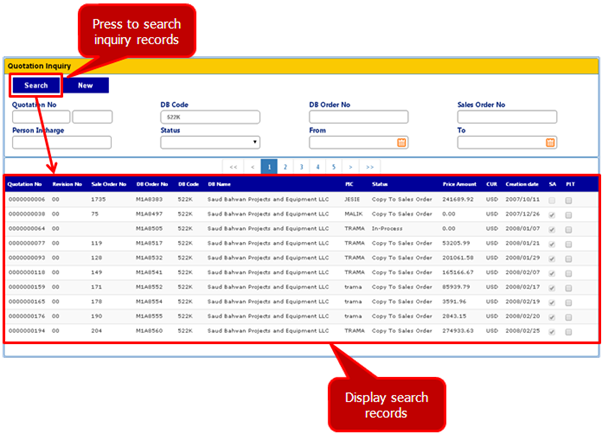 Press to search
inquiry records
Quotation Inquiry
Search New
Quotation No DB Code DB Order No Sales Order No
522K
Person Incharge Status From To
<< < 1 2 3 4 5 > >>
Quotation No Revision No Sale Order No DB Order No DB Code DB Name PIC Status Price Amount CUR Creation date SA PLT
0000000006 00 1735 M1A8383 522K Saud Bahwan Projects and Equipment LLC JESIE Copy To Sales Order 241689.92 USD 2007/10/11
0000000038 00 75 M1A8497 522K Saud Bahwan Projects and Equipment LLC MALIK Copy To Sales Order 0.00 USD 2007/12/26
0000000064 00 M1A8505 522K Saud Bahwan Projects and Equipment LLC TRAMA In-Process 0.00 USD 2008/01/07
0000000077 00 119 M1A8517 522K Saud Bahwan Projects and Equipment LLC TRAMA Copy To Sales Order 53205.99 USD 2008/01/21
0000000093 00 128 M1A8532 522K Saud Bahwan Projects and Equipment LLC TRAMA Copy To Sales Order 201061.58 USD 2008/01/29
0000000118 00 149 M1A8541 522K Saud Bahwan Projects and Equipment LLC TRAMA Copy To Sales Order 165166.67 USD 2008/02/07
0000000159 00 171 M1A8552 522K Saud Bahwan Projects and Equipment LLC trama Copy To Sales Order 85939.79 USD 2008/02/17
0000000165 00 178 M1A8554 522K Saud Bahwan Projects and Equipment LLC trama Copy To Sales Order 3591.96 USD 2008/02/19
0000000176 00 190 M1A8555 522K Saud Bahwan Projects and Equipment LLC trama Copy To Sales Order 2843.15 USD 2008/02/20
0000000194 00 204 M1A8560 522K Saud Bahwan Projects and Equipment LLC TRAMA Copy To Sales Order 274933.63 USD 2008/02/25
Display search
records